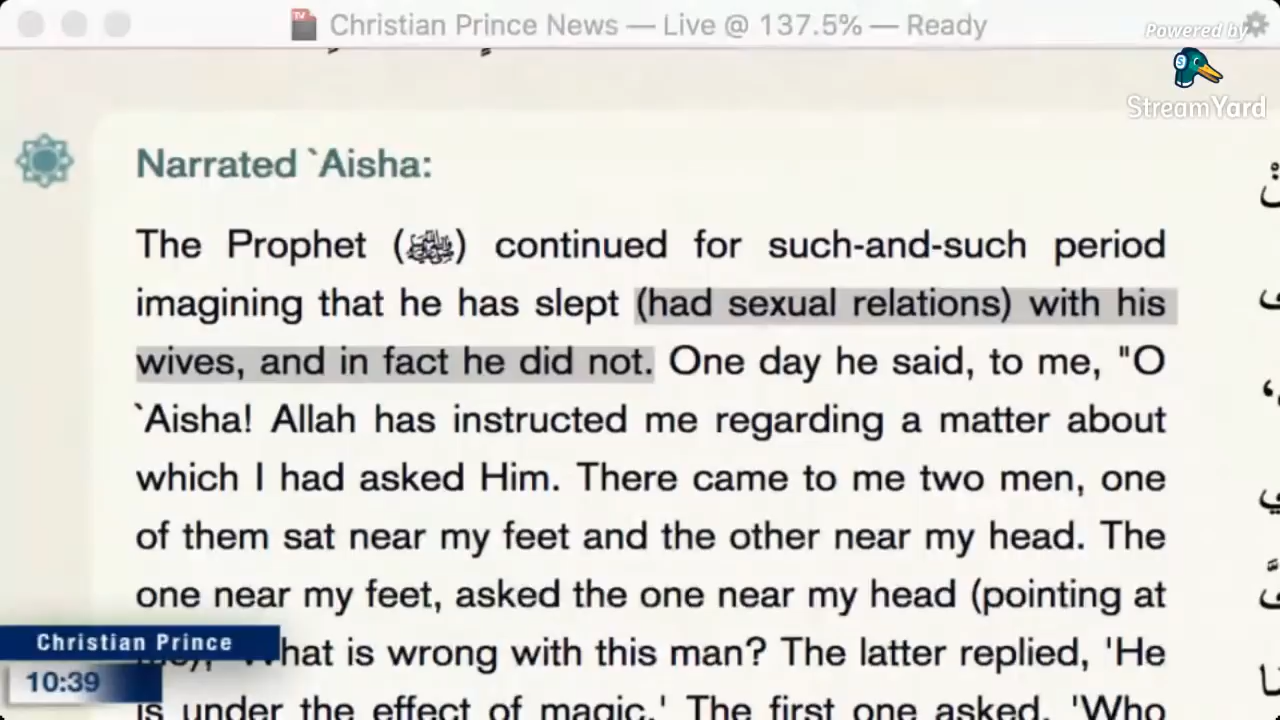 Christian Prince News — Live @ 137.5% — Ready
Powered by
StreamYard
Narrated `Aisha:
The Prophet (ﷺ) continued for such-and-such period
imagining that he has slept (had sexual relations) with his
wives, and in fact he did not. One day he said, to me, "O
`Aisha! Allah has instructed me regarding a matter about
which I had asked Him. There came to me two men, one
of them sat near my feet and the other near my head. The
one near my feet, asked the one near my head (pointing at
hat is wrong with this man? The latter replied, 'He
is under the effect of magic.' The first one asked, 'Who
Christian Prince
10:39